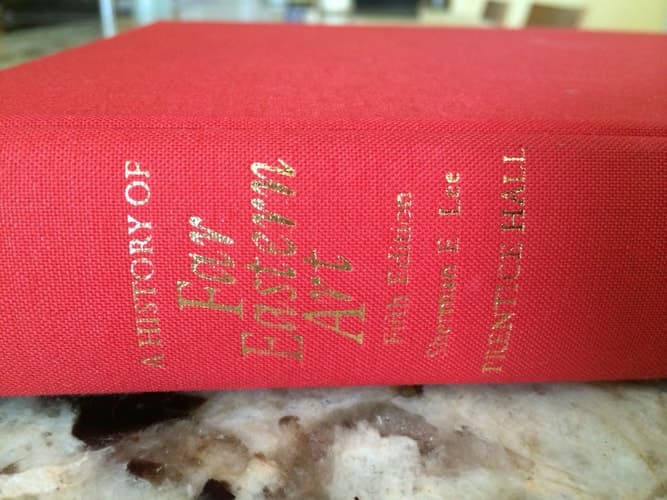 A HISTORY OF
Far
Eastern
Art
Fifth Edition
Sherman E Lee
PRENTICE HALL